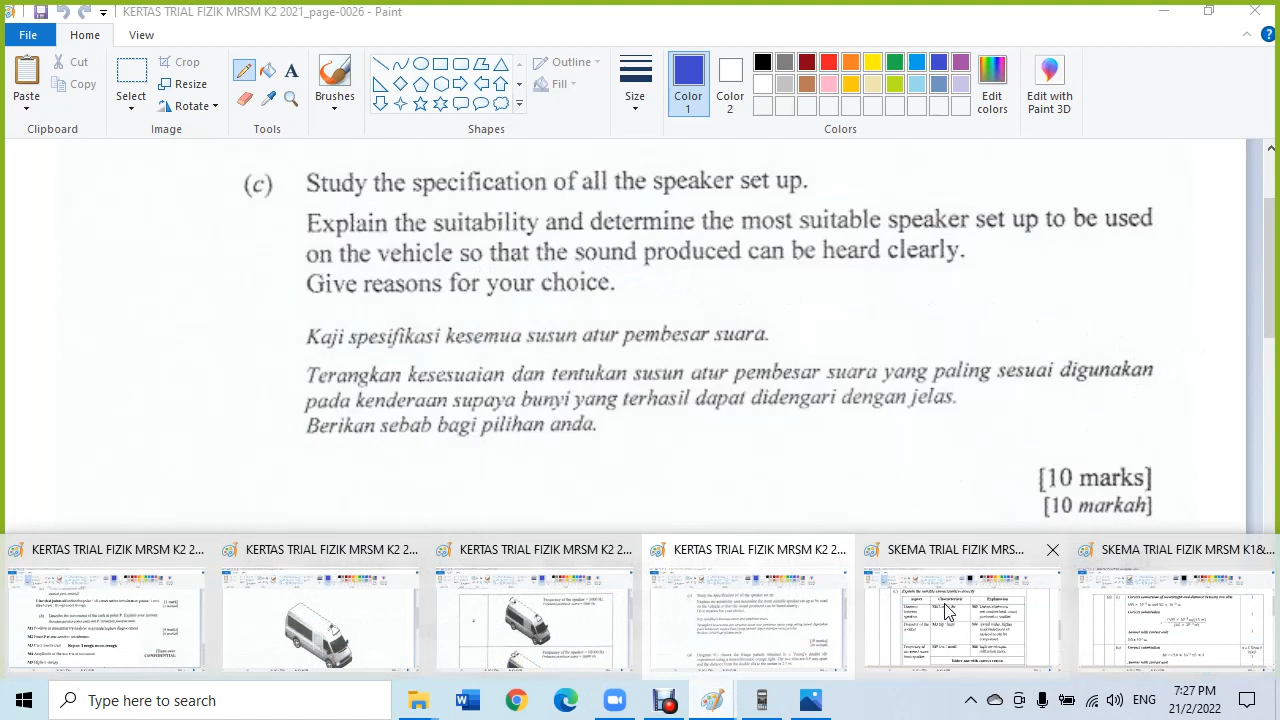 KERTAS TRIAL FIZIK MRSM K2 2021_page-0026 - Paint
File Home View
Paste
Cut
Copy
Clipboard
Select
Crop
Resize
Rotate
Image
Tools
Brushes
Outline
Fill
Shapes
Size
Color 1
Color 2
Edit colors
Edit with Paint 3D
Colors
(c) Study the specification of all the speaker set up.
Explain the suitability and determine the most suitable speaker set up to be used
on the vehicle so that the sound produced can be heard clearly.
Give reasons for your choice.
Kaji spesifikasi kesemua susun atur pembesar suara.
Terangkan kesesuaian dan tentukan susun atur pembesar suara yang paling sesuai digunakan
pada kenderaan supaya bunyi yang terhasil dapat didengari dengan jelas.
Berikan sebab bagi pilihan anda.
[10 marks]
[10 markah]
KERTAS TRIAL FIZIK MRSM K2 2...
KERTAS TRIAL FIZIK MRSM K2 2...
KERTAS TRIAL FIZIK MRSM K2 2...
KERTAS TRIAL FIZIK MRSM K2 2...
SKEMA TRIAL FIZIK MRS...
SKEMA TRIAL FIZIK MRSM K1&...
Type here to search
ENG
7:27 PM
21/2/2022